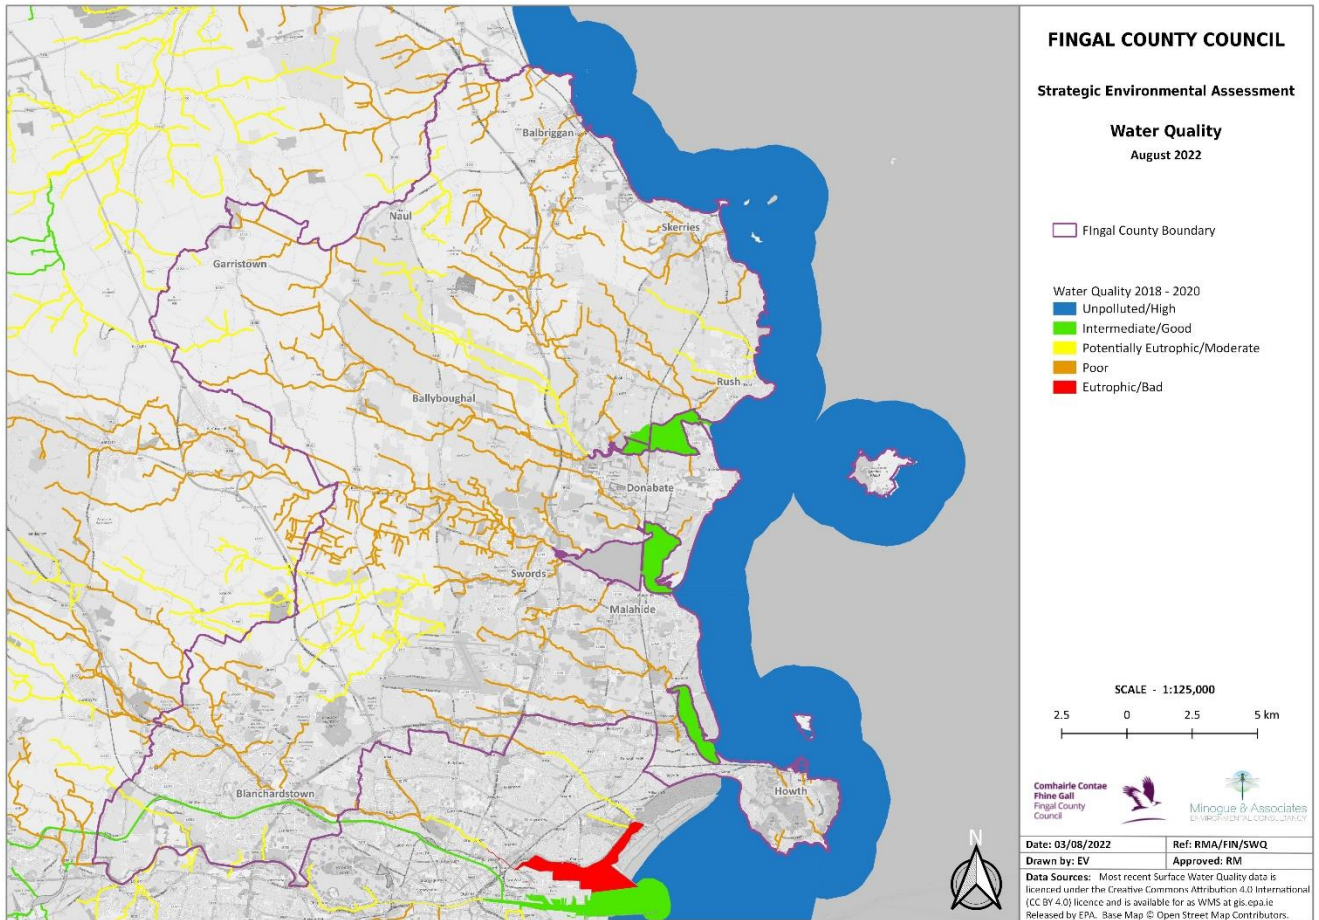 Balbriggan
Skerries
Naul
Garristown
Rush
Ballyboughal
Donabate
Swords
Malahide
Blanchardstown
Howth
N
FINGAL COUNTY COUNCIL
Strategic Environmental Assessment
Water Quality
August 2022
FIngal County Boundary
Water Quality 2018 - 2020
Unpolluted/High
Intermediate/Good
Potentially Eutrophic/Moderate
Poor
Eutrophic/Bad
SCALE - 1:125,000
2.5 0 2.5 5 km
Comhairle Contae
Fhine Gall
Fingal County
Council
Minogue & Associates
ENVIRONMENTAL CONSULTANCY
Date: 03/08/2022 Ref: RMA/FIN/SWQ
Drawn by: EV Approved: RM
Data Sources: Most recent Surface Water Quality data is
licenced under the Creative Commons Attribution 4.0 International
(CC BY 4.0) licence and is available for as WMS at gis.epa.ie
Released by EPA. Base Map © Open Street Map Contributors.